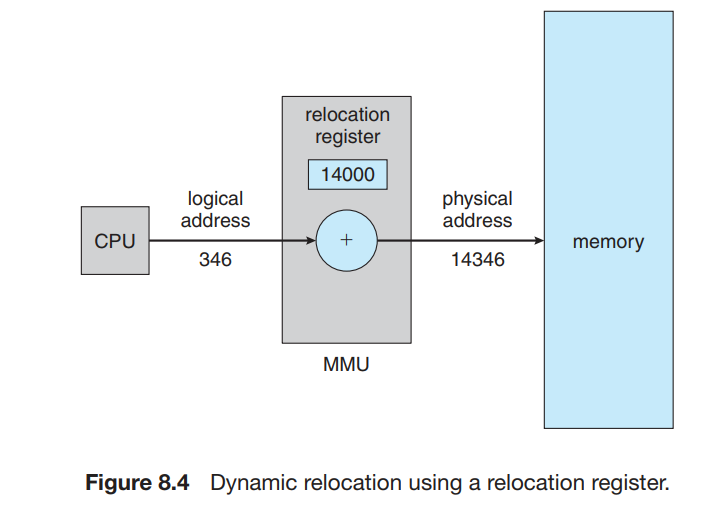 relocation
register
14000
logical
address
346
CPU
+
physical
address
14346
memory
MMU
Figure 8.4 Dynamic relocation using a relocation register.